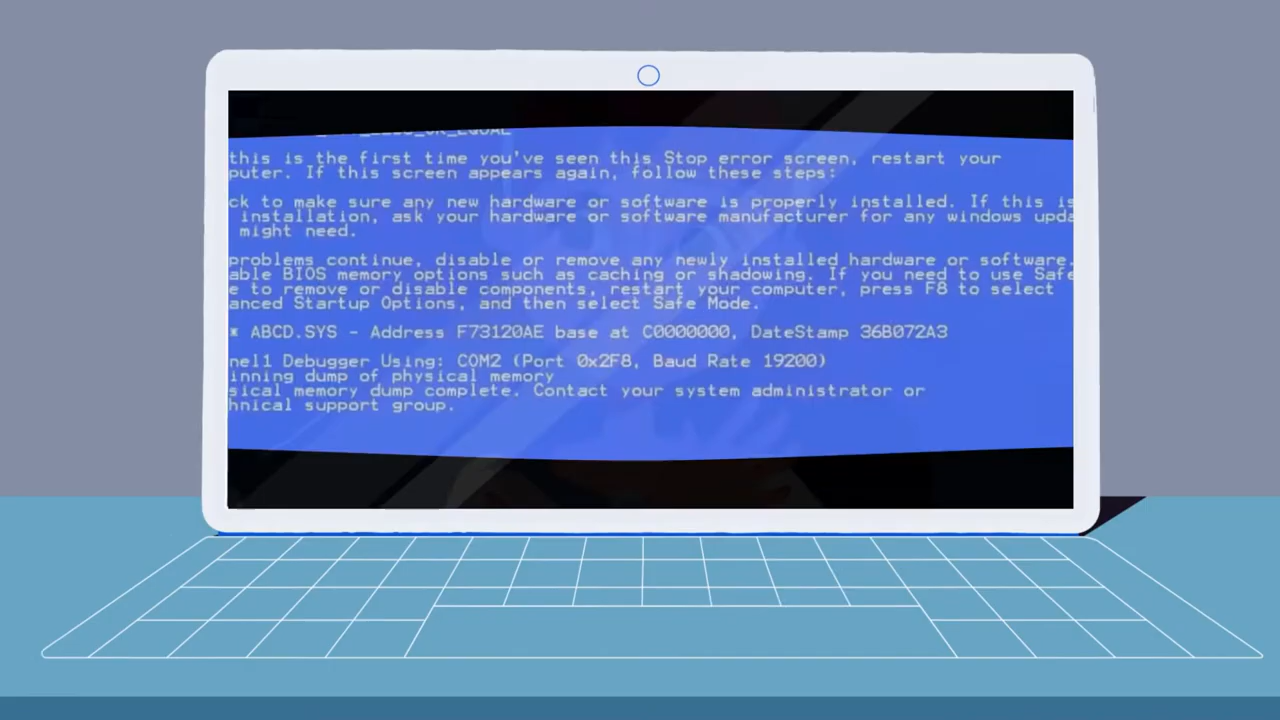 this is the first time you've seen this Stop error screen, restart your
puter. If this screen appears again, follow these steps:
ck to make sure any new hardware or software is properly installed. If this is
installation, ask your hardware or software manufacturer for any windows upda
might need.
problems continue, disable or remove any newly installed hardware or software.
able BIOS memory options such as caching or shadowing. If you need to use Safe
e to remove or disable components, restart your computer, press F8 to select
anced Startup Options, and then select Safe Mode.
* ABCD.SYS - Address F73120AE base at C0000000, DateStamp 36B072A3
nel1 Debugger Using: COM2 (Port 0x2F8, Baud Rate 19200)
inning dump of physical memory
sical memory dump complete. Contact your system administrator or
hnical support group.